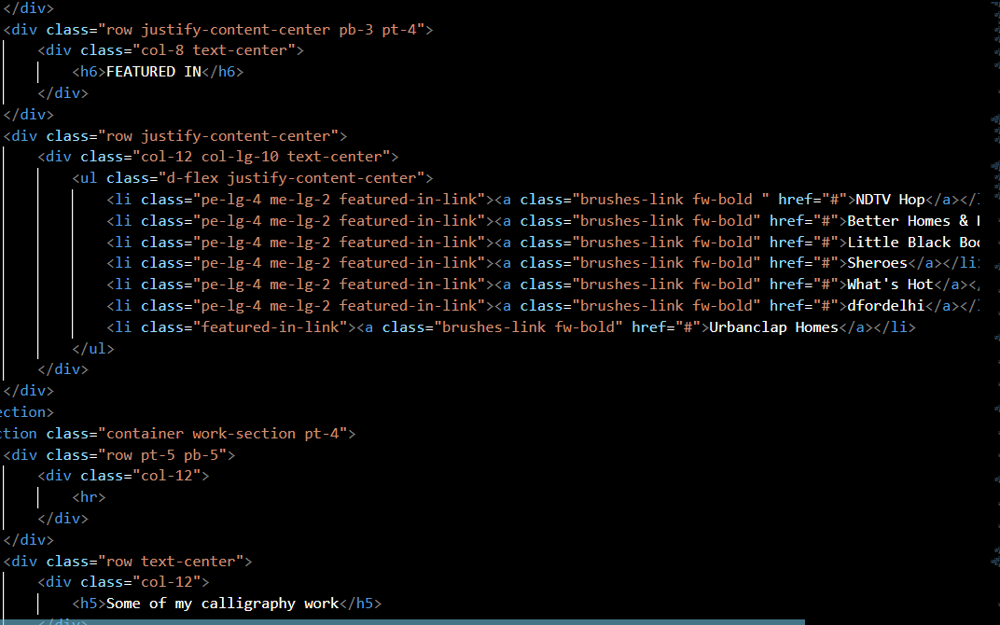 </div>
<div class="row justify-content-center pb-3 pt-4">
<div class="col-8 text-center">
<h6>FEATURED IN</h6>
</div>
</div>
<div class="row justify-content-center">
<div class="col-12 col-lg-10 text-center">
<ul class="d-flex justify-content-center">
<li class="pe-lg-4 me-lg-2 featured-in-link"><a class="brushes-link fw-bold " href="#">NDTV Hop</a></
<li class="pe-lg-4 me-lg-2 featured-in-link"><a class="brushes-link fw-bold" href="#">Better Homes &
<li class="pe-lg-4 me-lg-2 featured-in-link"><a class="brushes-link fw-bold" href="#">Little Black Boo
<li class="pe-lg-4 me-lg-2 featured-in-link"><a class="brushes-link fw-bold" href="#">Sheroes</a></li>
<li class="pe-lg-4 me-lg-2 featured-in-link"><a class="brushes-link fw-bold" href="#">What's Hot</a></
<li class="pe-lg-4 me-lg-2 featured-in-link"><a class="brushes-link fw-bold" href="#">dfordelhi</a></
<li class="featured-in-link"><a class="brushes-link fw-bold" href="#">Urbanclap Homes</a></li>
</ul>
</div>
</div>
ection>
ction class="container work-section pt-4">
<div class="row pt-5 pb-5">
<div class="col-12">
<hr>
</div>
</div>
<div class="row text-center">
<div class="col-12">
<h5>Some of my calligraphy work</h5>
</div>